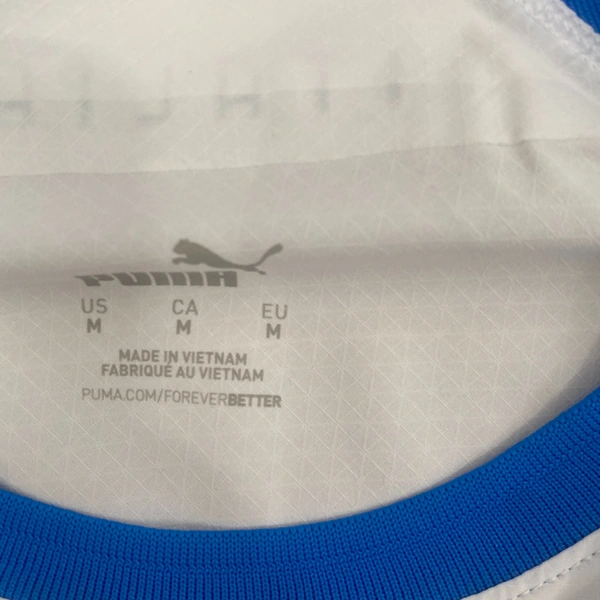 PUMA
US CA EU
M M M
MADE IN VIETNAM
FABRIQUÉ AU VIETNAM
PUMA.COM/FOREVERBETTER